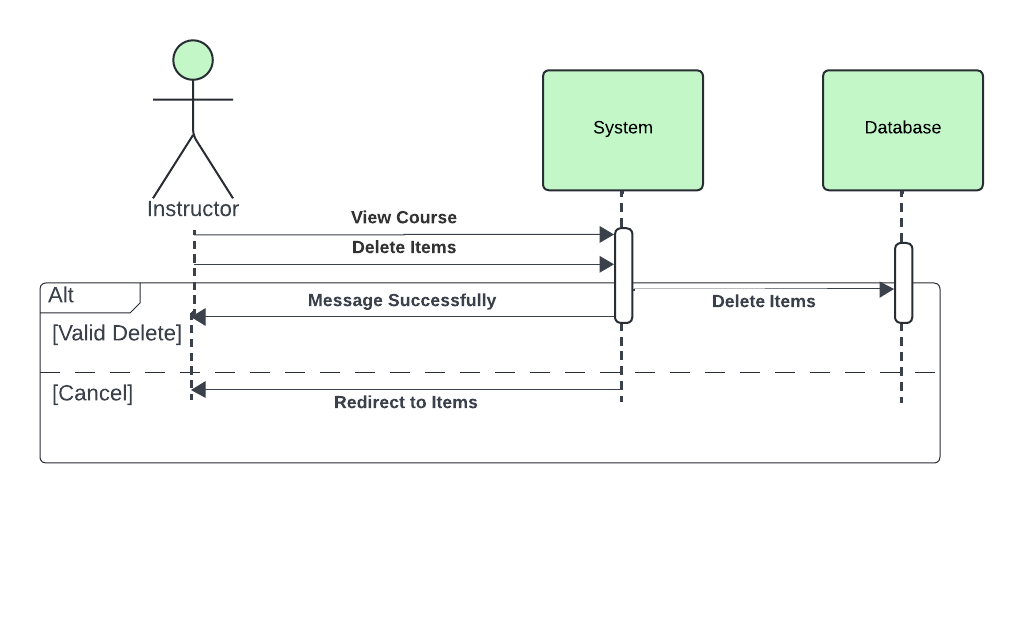 System
Database
Instructor
View Course
Delete Items
Alt
Message Successfully
Delete Items
[Valid Delete]
[Cancel]
Redirect to Items